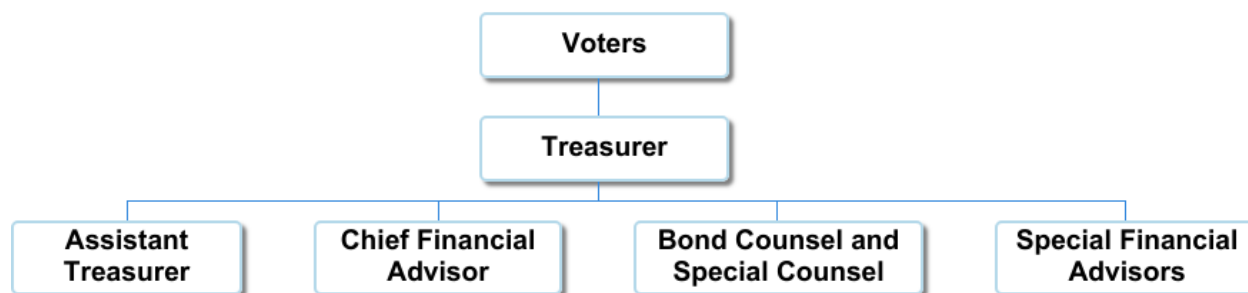 Voters
Treasurer
Assistant
Treasurer
Chief Financial
Advisor
Bond Counsel and
Special Counsel
Special Financial
Advisors